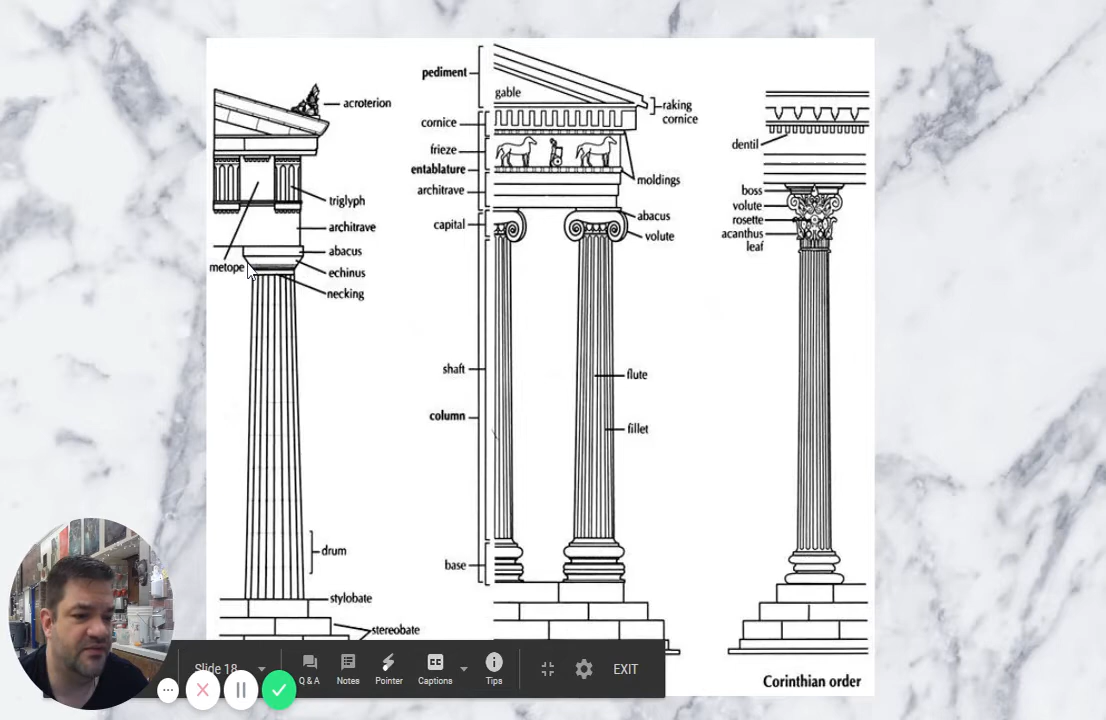 acroterion
triglyph
architrave
abacus
metope
echinus
necking
drum
stylobate
stereobate
pediment
gable
raking
cornice
cornice
frieze
entablature
moldings
architrave
capital
abacus
volute
shaft
flute
column
fillet
base
dentil
boss
volute
rosette
acanthus
leaf
Corinthian order
Slide 18
Q & A
Notes
Pointer
CC
Captions
Tips
EXIT